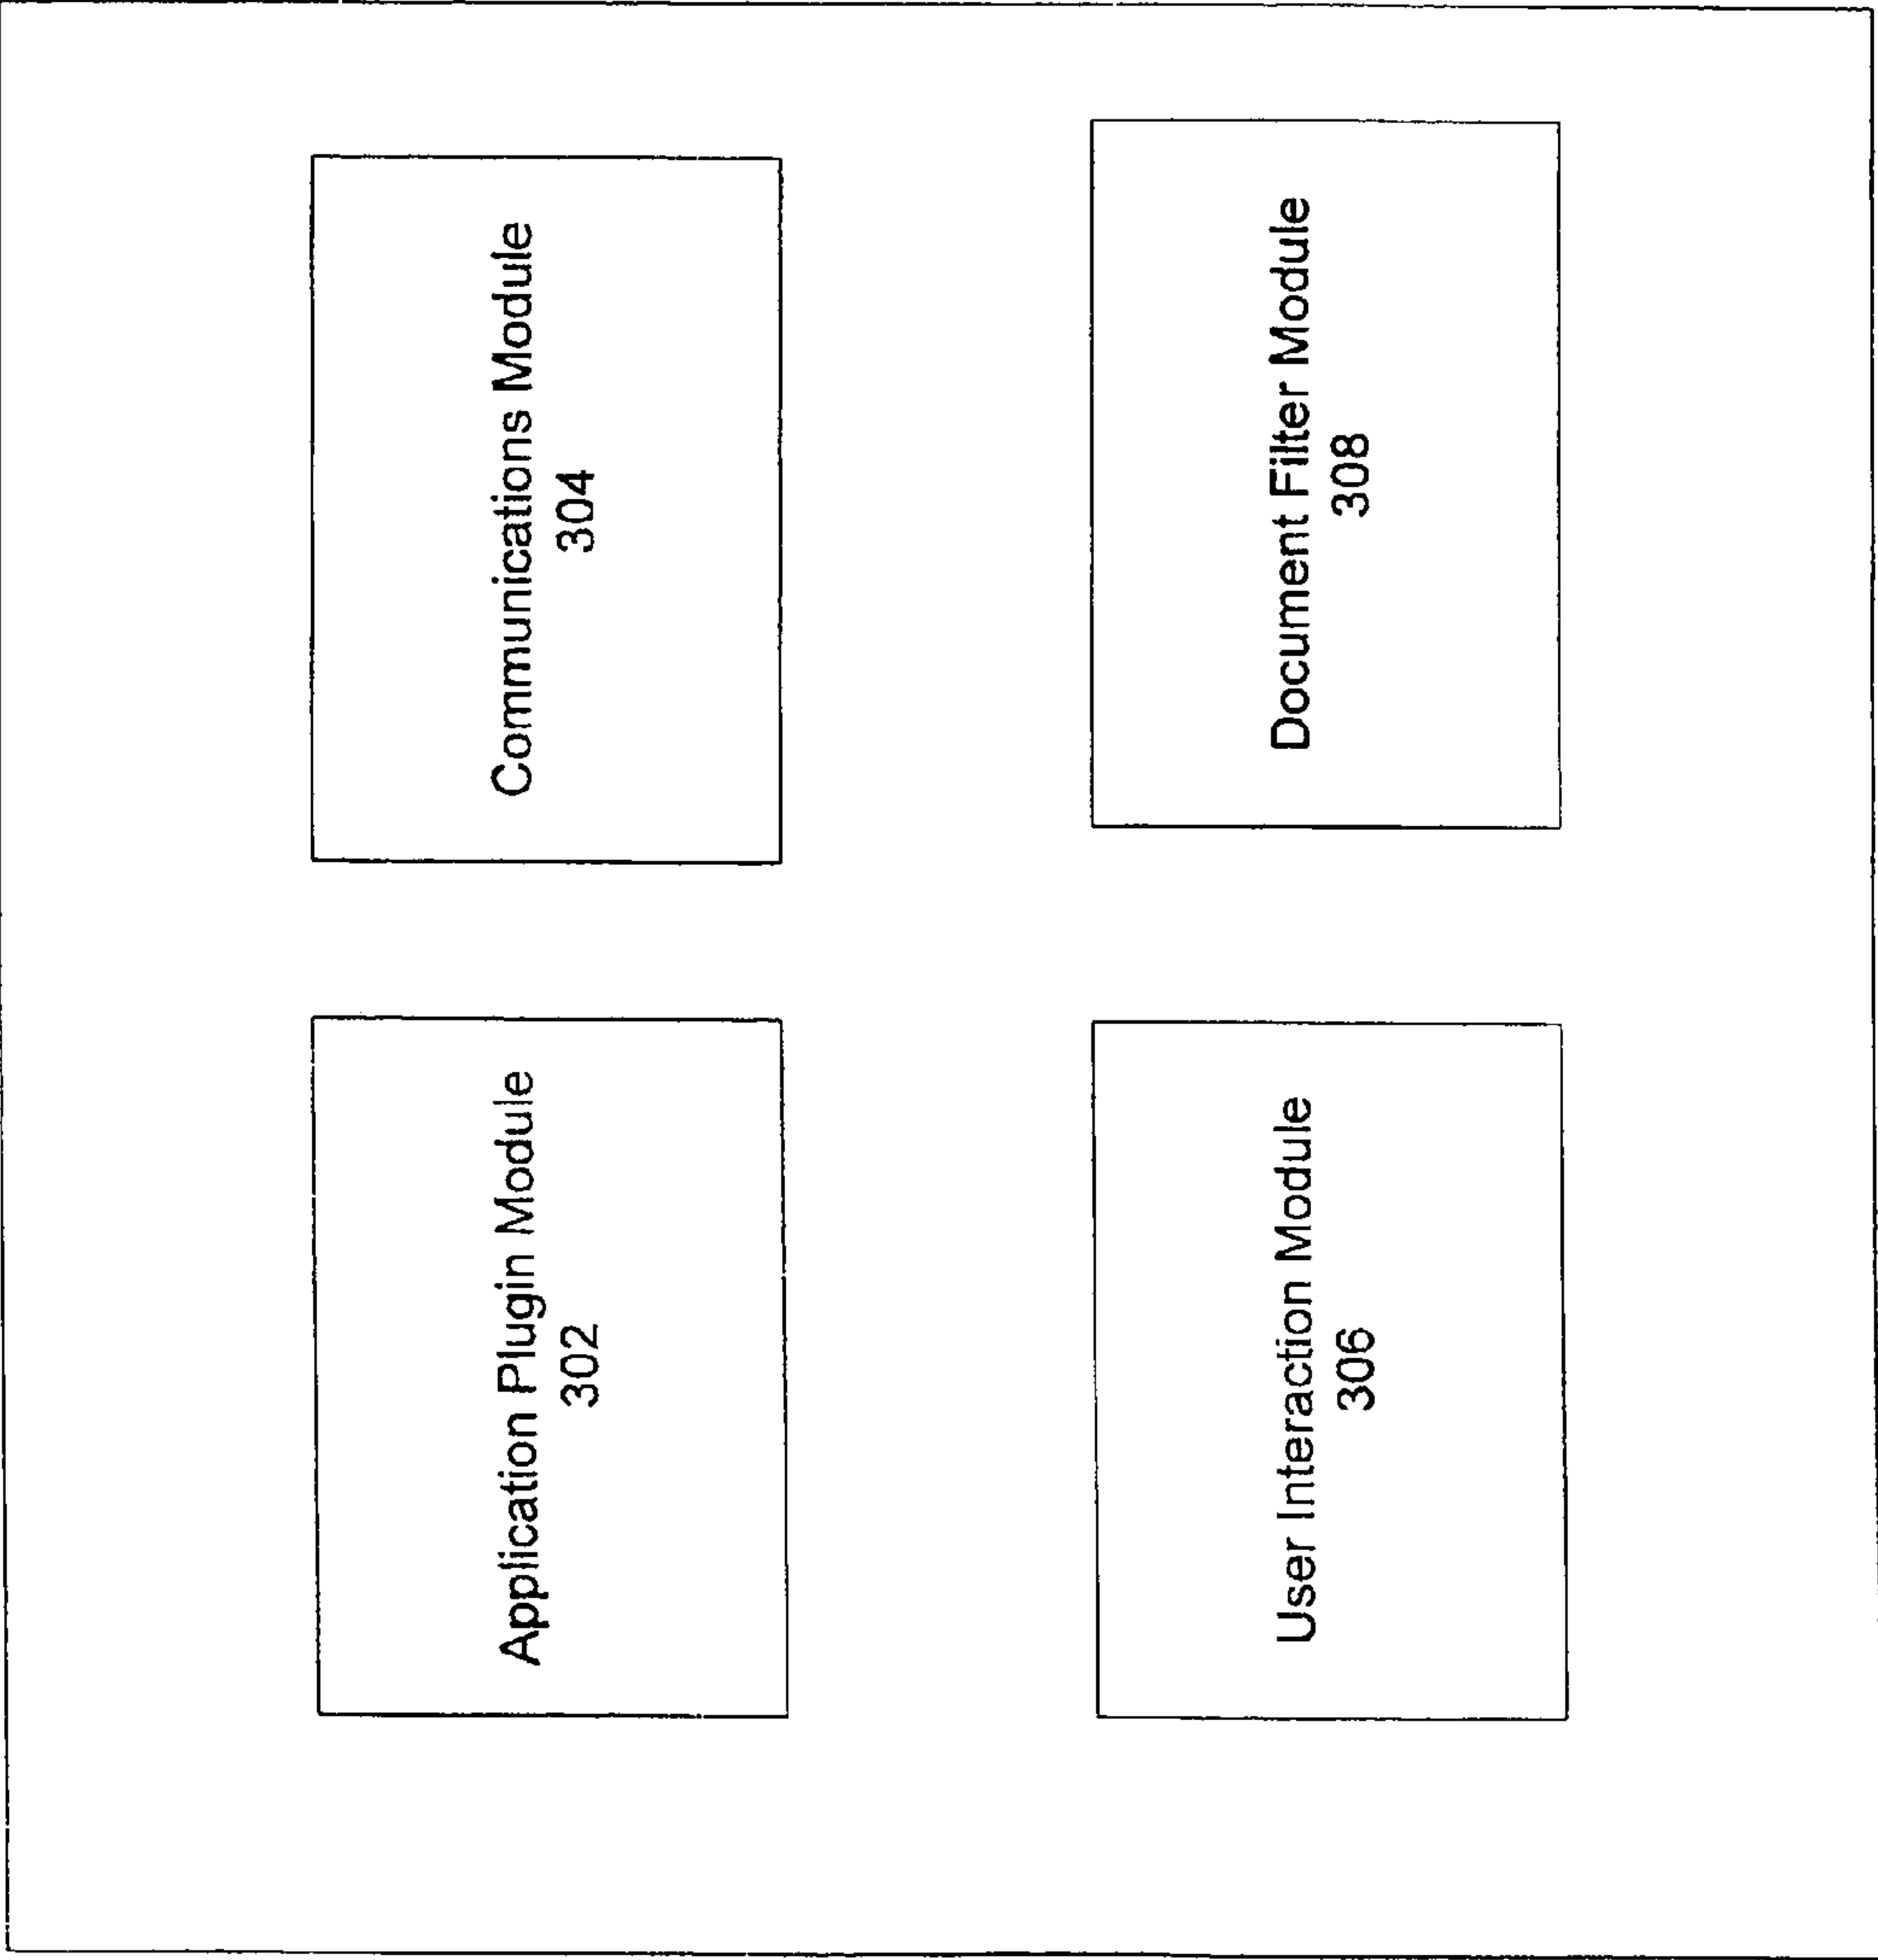 Application Plugin Module
302
Communications Module
304
User Interaction Module
306
Document Filter Module
308